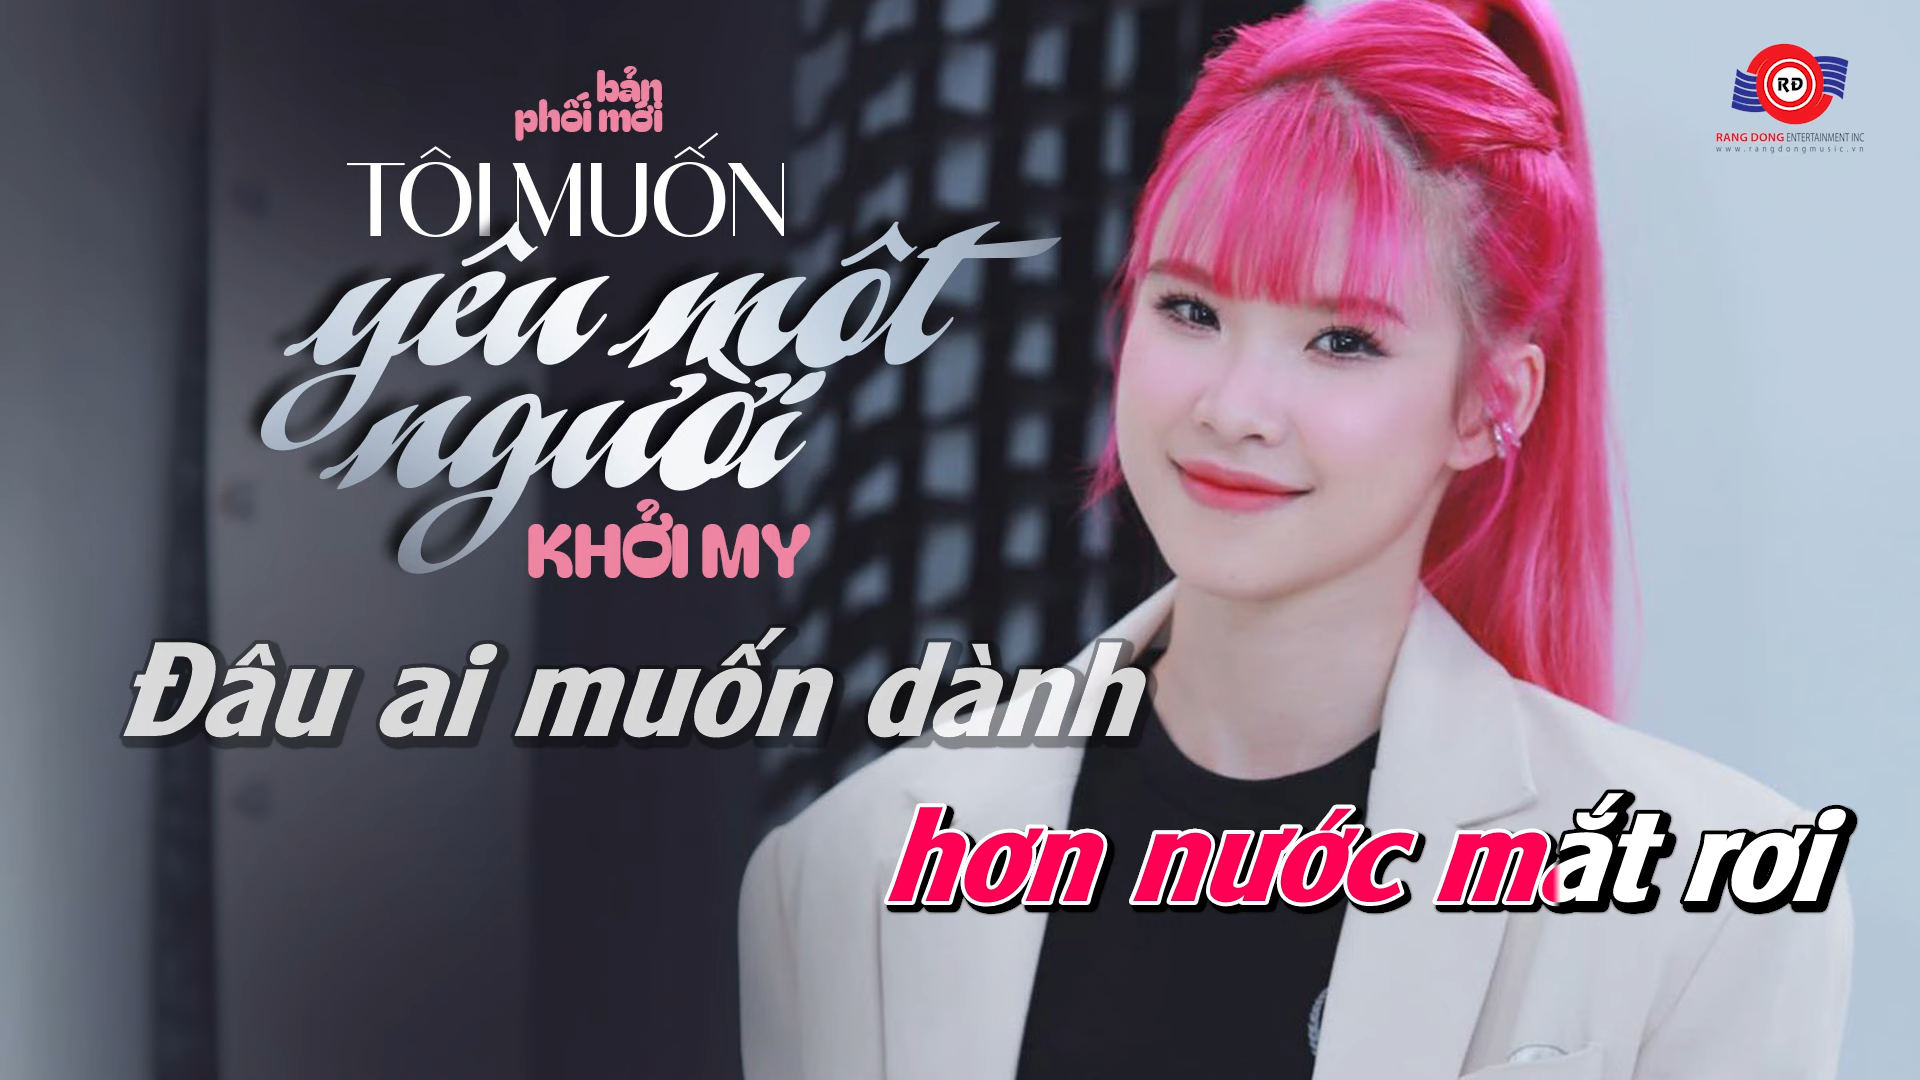 bản
phối mới
TÔI MUỐN
yêu một
người
KHỞI MY
RD
RANG DONG ENTERTAINMENT INC
www.rangdongmusic.vn
Đâu ai muốn dành
hơn nước mắt rơi